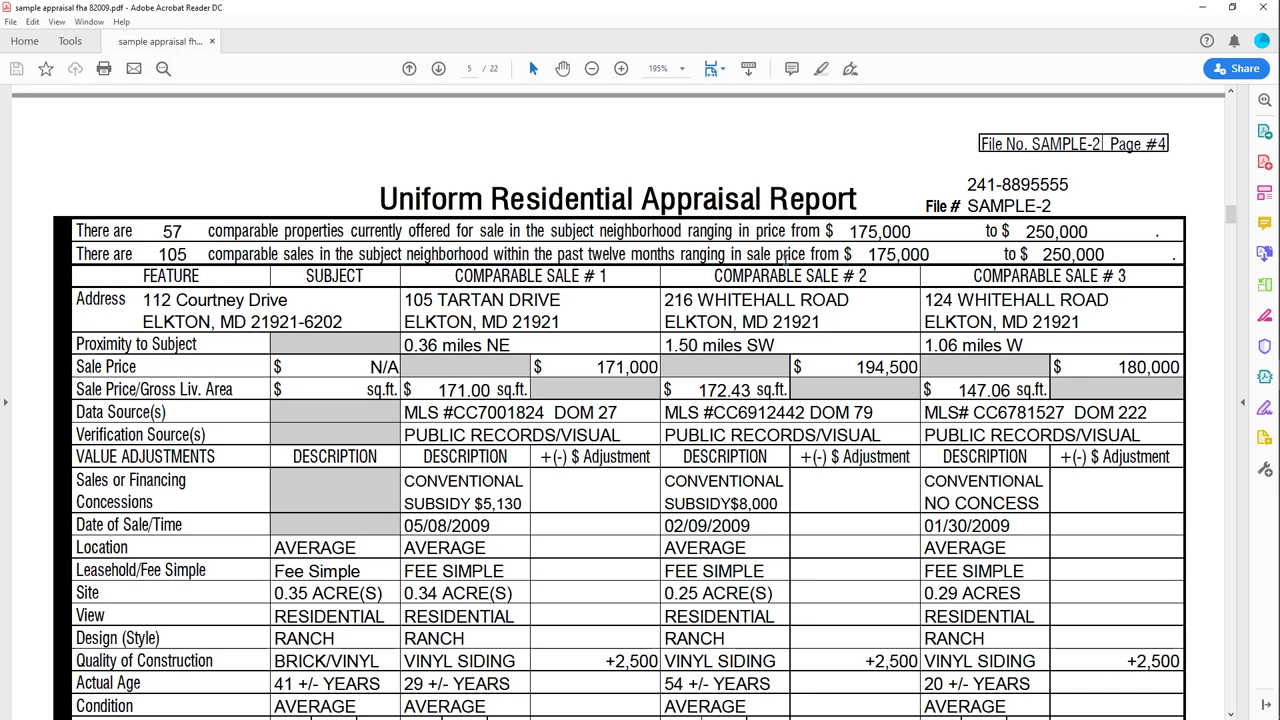 sample appraisal fha 82009.pdf - Adobe Acrobat Reader DC
File Edit View Window Help
Home Tools sample appraisal fh... ×
5 / 22 195% Share
File No. SAMPLE-2 Page #4
241-8895555
Uniform Residential Appraisal Report File # SAMPLE-2
There are 57 comparable properties currently offered for sale in the subject neighborhood ranging in price from $ 175,000 to $ 250,000 .
There are 105 comparable sales in the subject neighborhood within the past twelve months ranging in sale price from $ 175,000 to $ 250,000 .
FEATURE SUBJECT COMPARABLE SALE # 1 COMPARABLE SALE # 2 COMPARABLE SALE # 3
Address 112 Courtney Drive 105 TARTAN DRIVE 216 WHITEHALL ROAD 124 WHITEHALL ROAD
ELKTON, MD 21921-6202 ELKTON, MD 21921 ELKTON, MD 21921 ELKTON, MD 21921
Proximity to Subject 0.36 miles NE 1.50 miles SW 1.06 miles W
Sale Price $ N/A $ 171,000 $ 194,500 $ 180,000
Sale Price/Gross Liv. Area $ sq.ft. $ 171.00 sq.ft. $ 172.43 sq.ft. $ 147.06 sq.ft.
Data Source(s) MLS #CC7001824 DOM 27 MLS #CC6912442 DOM 79 MLS# CC6781527 DOM 222
Verification Source(s) PUBLIC RECORDS/VISUAL PUBLIC RECORDS/VISUAL PUBLIC RECORDS/VISUAL
VALUE ADJUSTMENTS DESCRIPTION DESCRIPTION +(-) $ Adjustment DESCRIPTION +(-) $ Adjustment DESCRIPTION +(-) $ Adjustment
Sales or Financing CONVENTIONAL CONVENTIONAL CONVENTIONAL
Concessions SUBSIDY $5,130 SUBSIDY$8,000 NO CONCESS
Date of Sale/Time 05/08/2009 02/09/2009 01/30/2009
Location AVERAGE AVERAGE AVERAGE AVERAGE
Leasehold/Fee Simple Fee Simple FEE SIMPLE FEE SIMPLE FEE SIMPLE
Site 0.35 ACRE(S) 0.34 ACRE(S) 0.25 ACRE(S) 0.29 ACRES
View RESIDENTIAL RESIDENTIAL RESIDENTIAL RESIDENTIAL
Design (Style) RANCH RANCH RANCH RANCH
Quality of Construction BRICK/VINYL VINYL SIDING +2,500 VINYL SIDING +2,500 VINYL SIDING +2,500
Actual Age 41 +/- YEARS 29 +/- YEARS 54 +/- YEARS 20 +/- YEARS
Condition AVERAGE AVERAGE AVERAGE AVERAGE